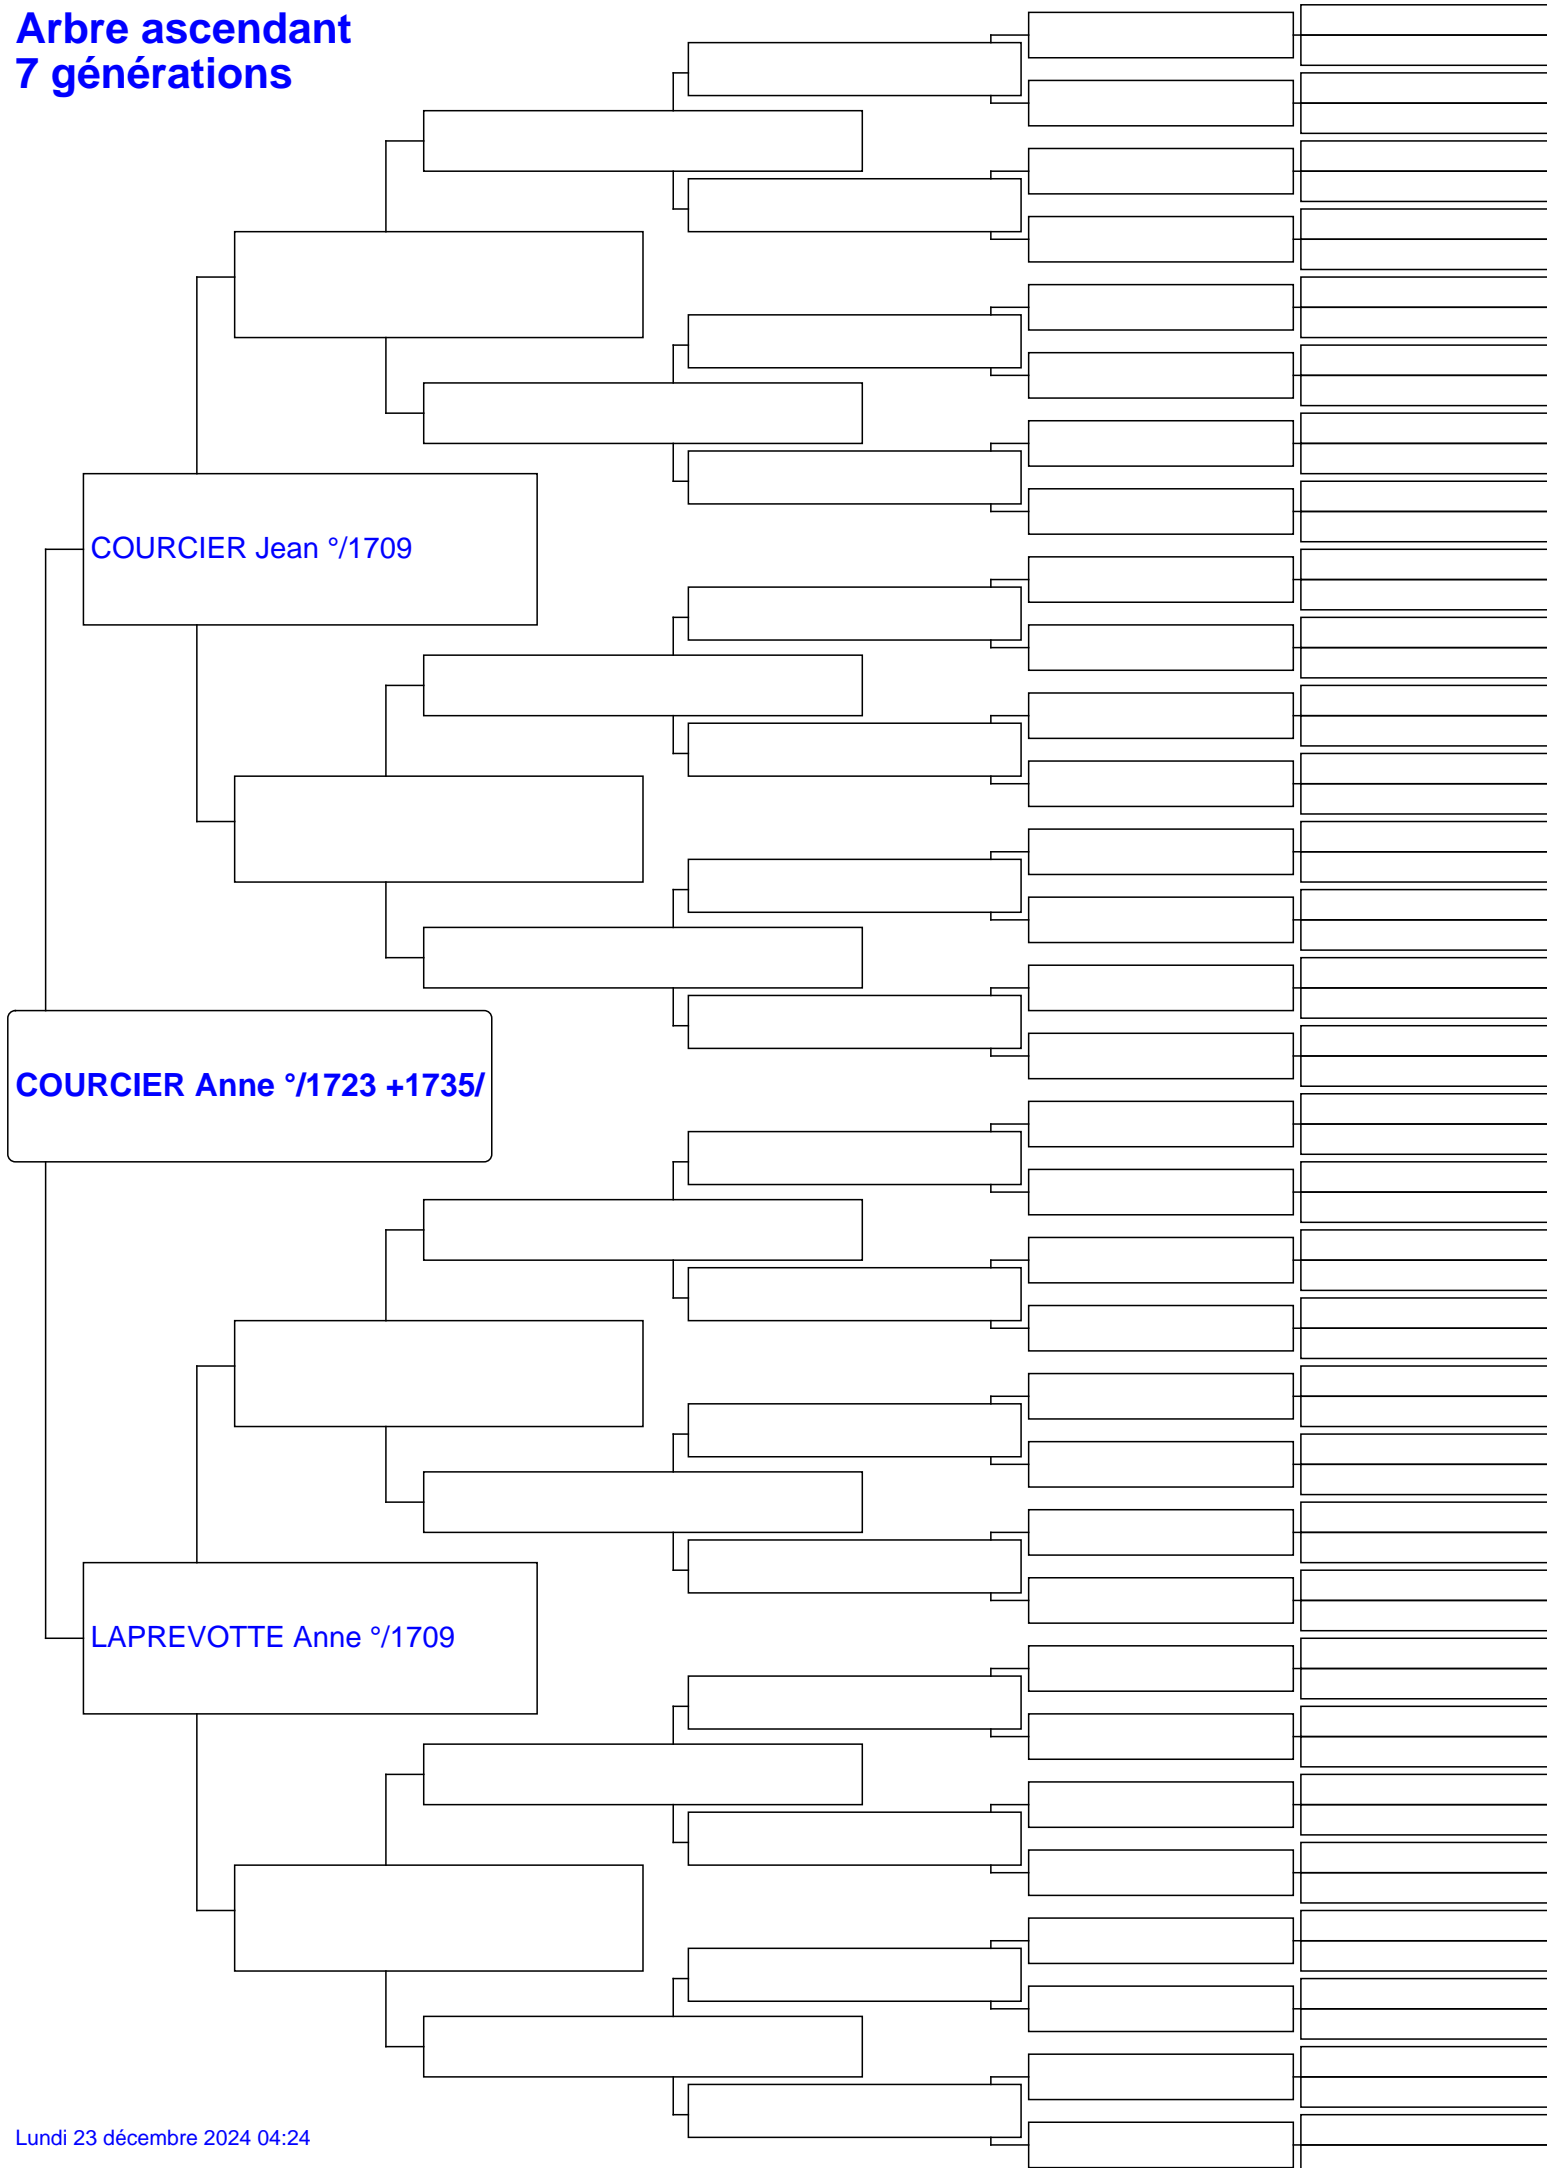 Arbre ascendant
7 générations
COURCIER Jean °/1709
COURCIER Anne °/1723 +1735/
LAPREVOTTE Anne °/1709
Lundi 23 décembre 2024 04:24